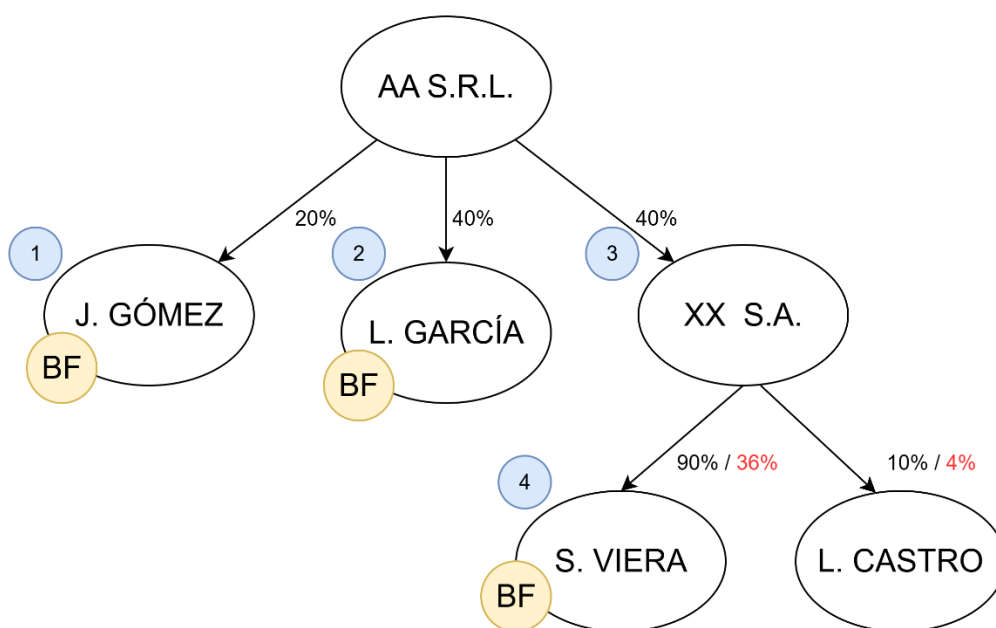 AA S.R.L.
20%
40%
40%
1
2
3
J. GÓMEZ
L. GARCÍA
XX S.A.
BF
BF
90% / 36%
10% / 4%
4
S. VIERA
L. CASTRO
BF